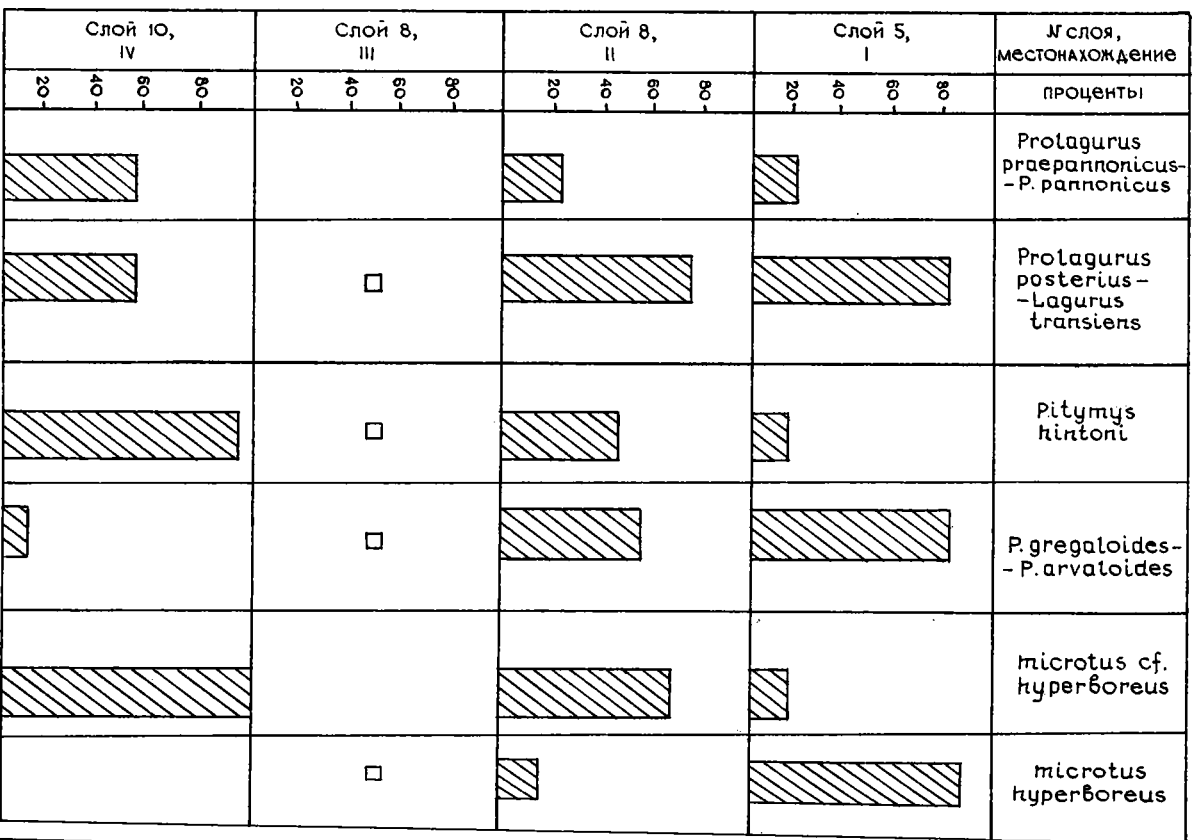 Слой 10,
IV
Слой 8,
III
Слой 8,
II
Слой 5,
I
N слоя,
местонахождение
20 40 60 80
20 40 60 80
20 40 60 80
20 40 60 80
проценты
Prolagurus
praepannonicus-
-P. pannonicus
Prolagurus
posterius-
-Lagurus
transiens
Pitymys
hintoni
P. gregaloides-
-P. arvaloides
microtus cf.
hyperboreus
microtus
hyperboreus